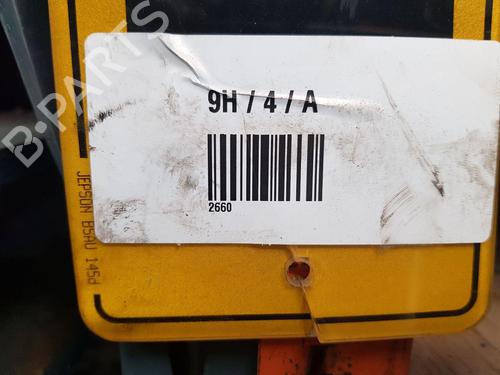 B-PARTS
9H / 4 / A
2660
JEPSON BSAU 145d